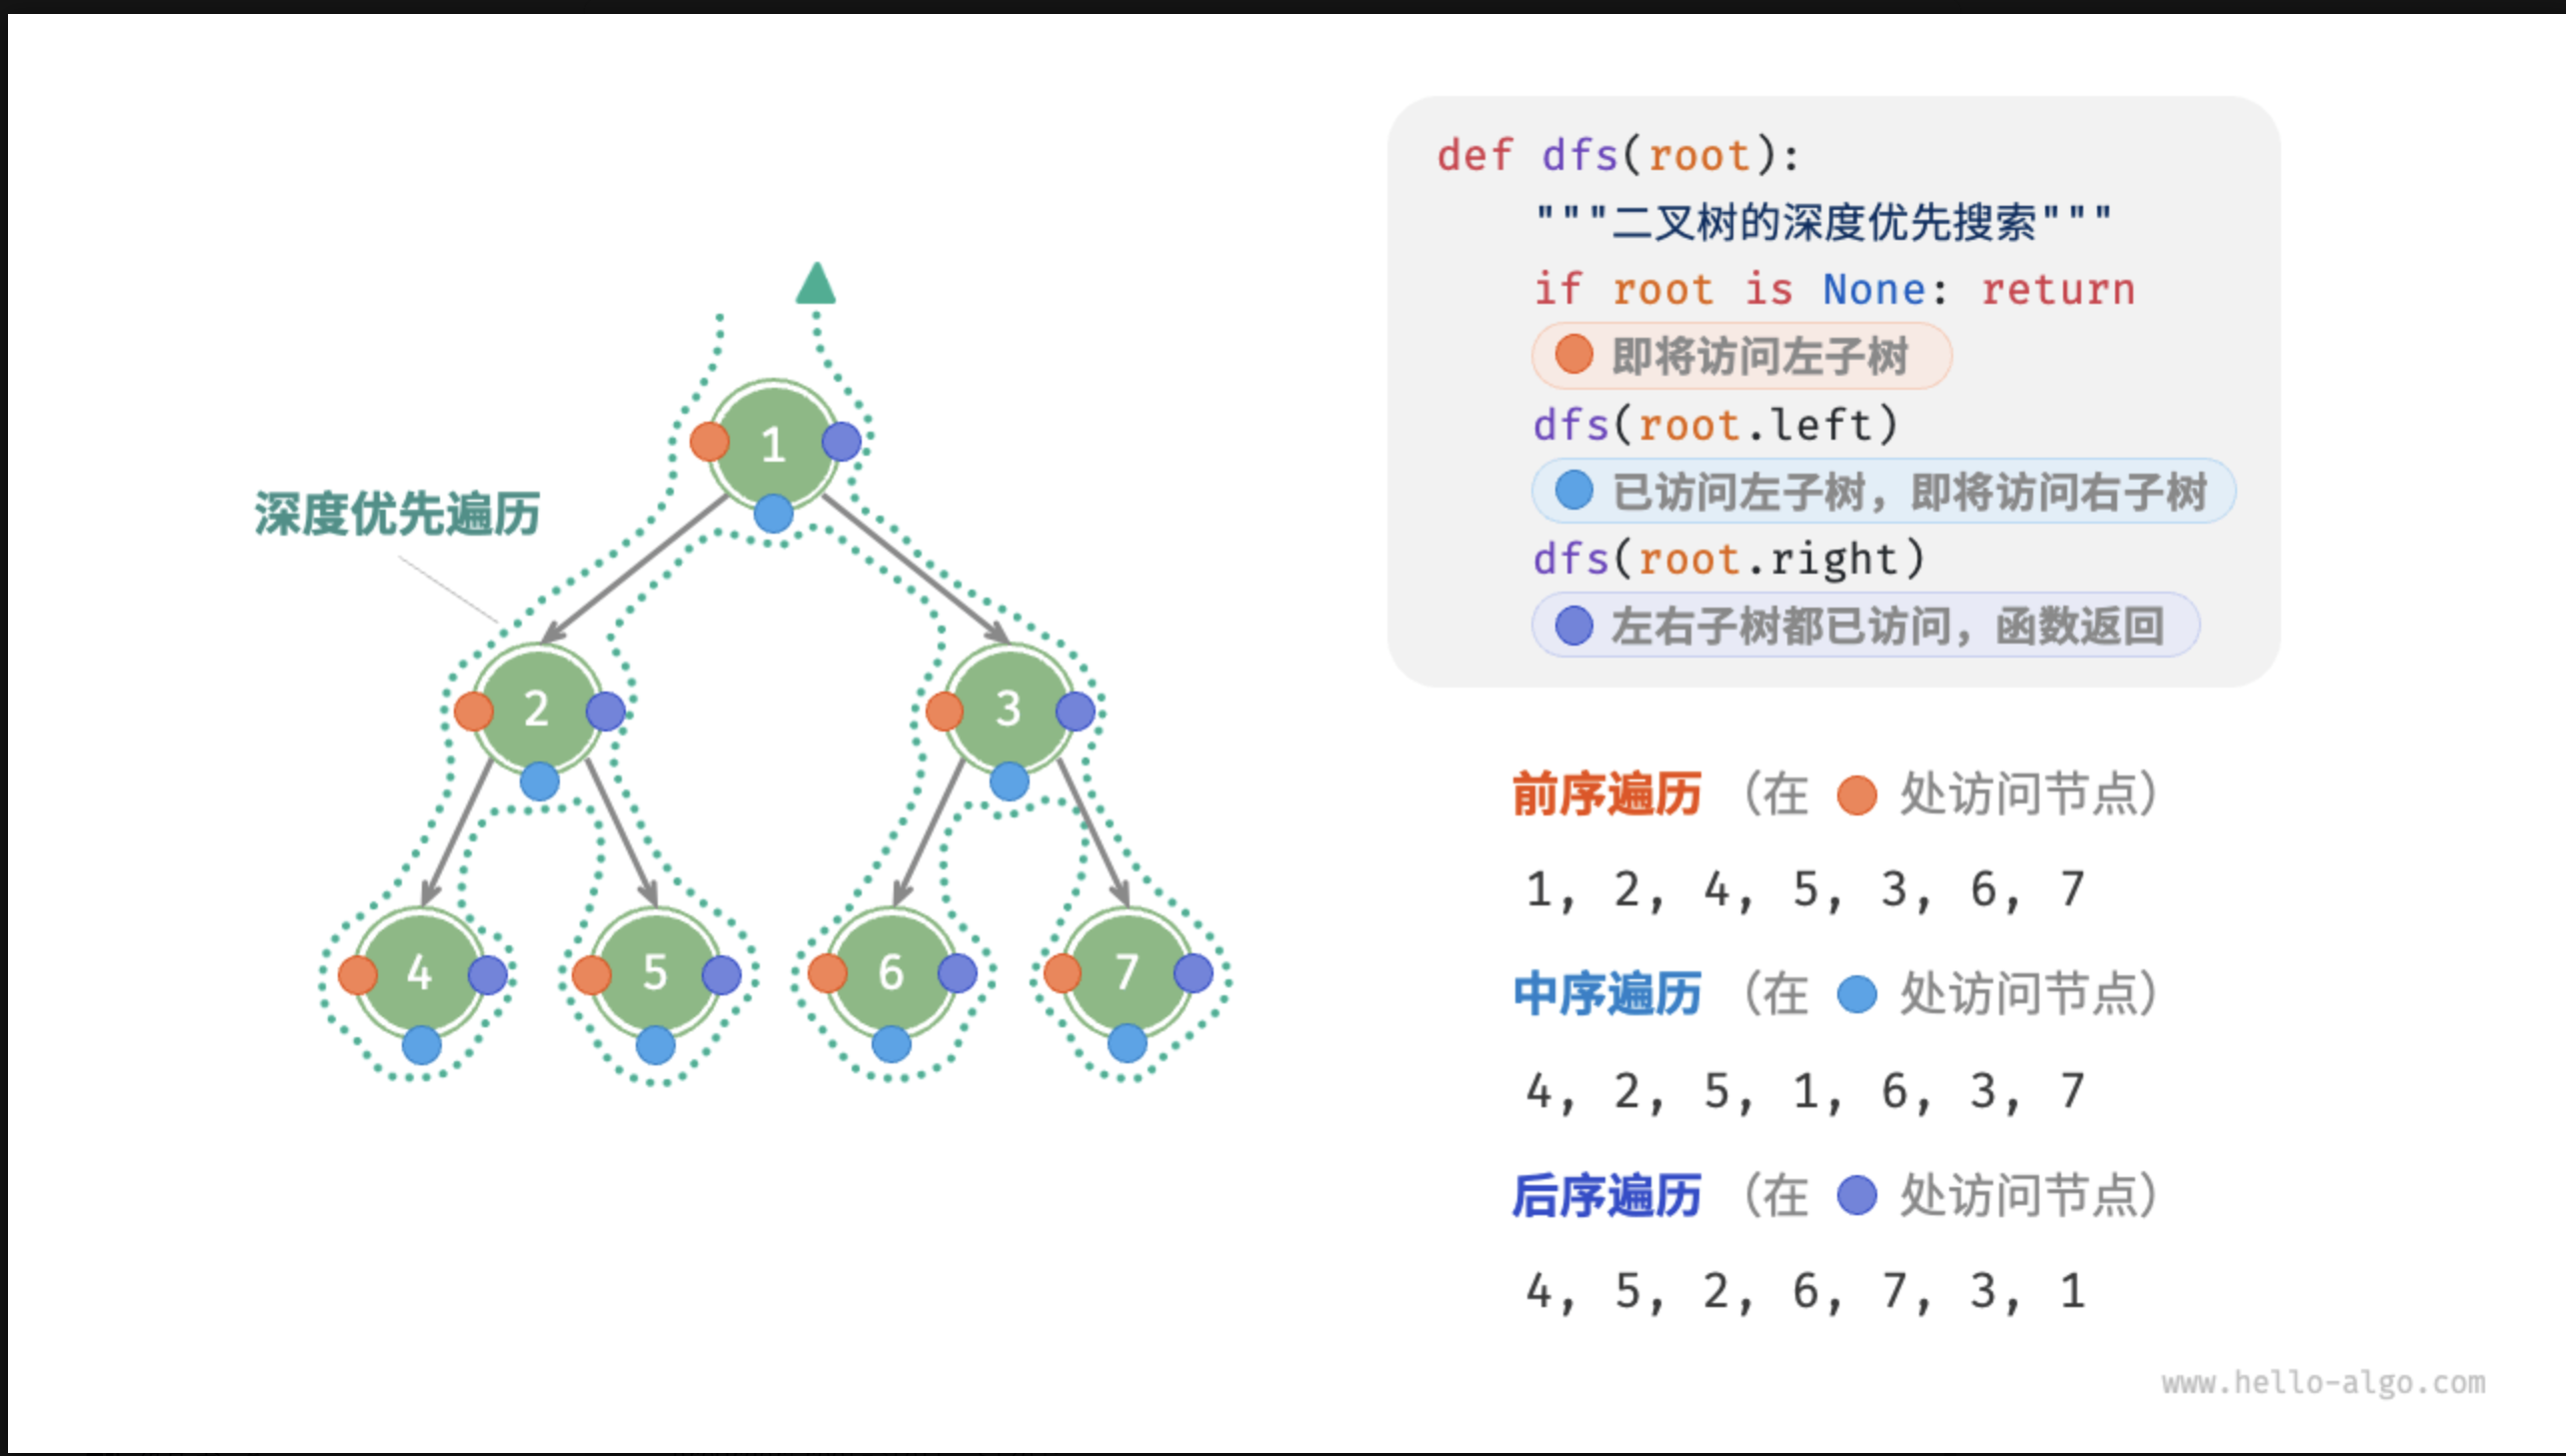 深度优先遍历
1
2
3
4
5
6
7
def dfs(root):
"""二叉树的深度优先搜索"""
if root is None: return
即将访问左子树
dfs(root.left)
已访问左子树，即将访问右子树
dfs(root.right)
左右子树都已访问，函数返回
前序遍历（在 处访问节点）
1, 2, 4, 5, 3, 6, 7
中序遍历（在 处访问节点）
4, 2, 5, 1, 6, 3, 7
后序遍历（在 处访问节点）
4, 5, 2, 6, 7, 3, 1
www.hello-algo.com